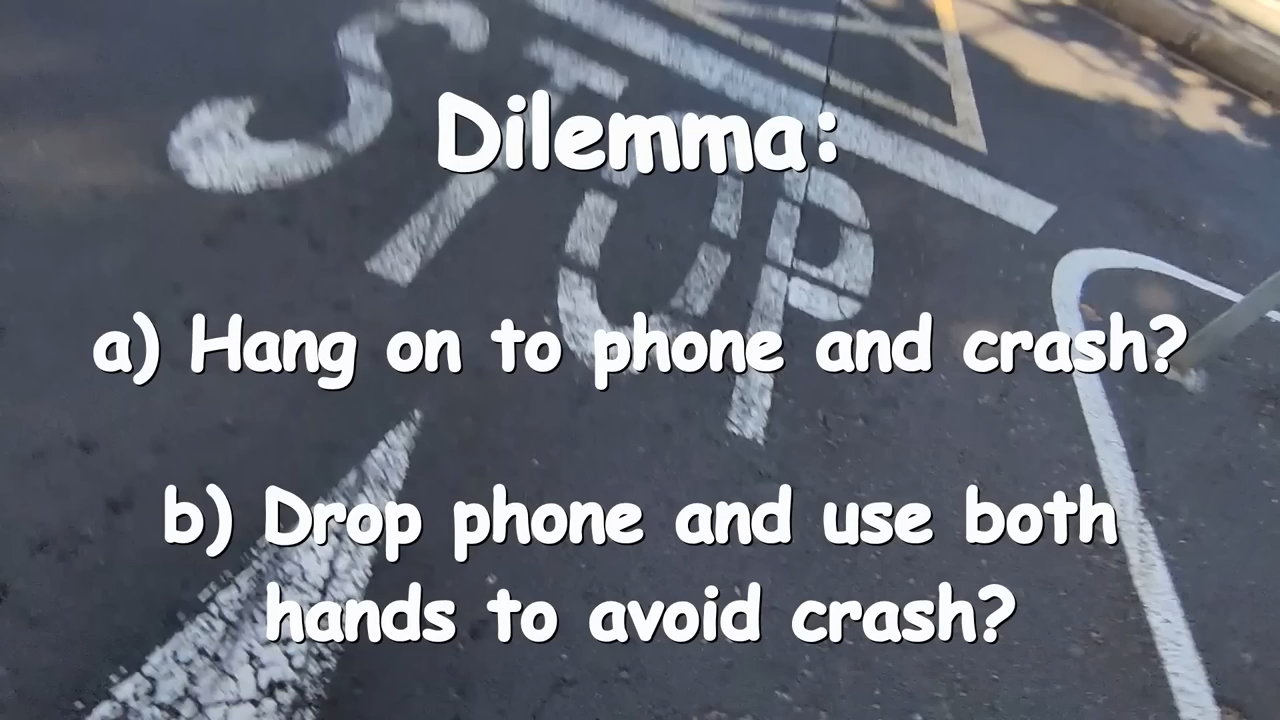 STOP
Dilemma:
a) Hang on to phone and crash?
b) Drop phone and use both
hands to avoid crash?